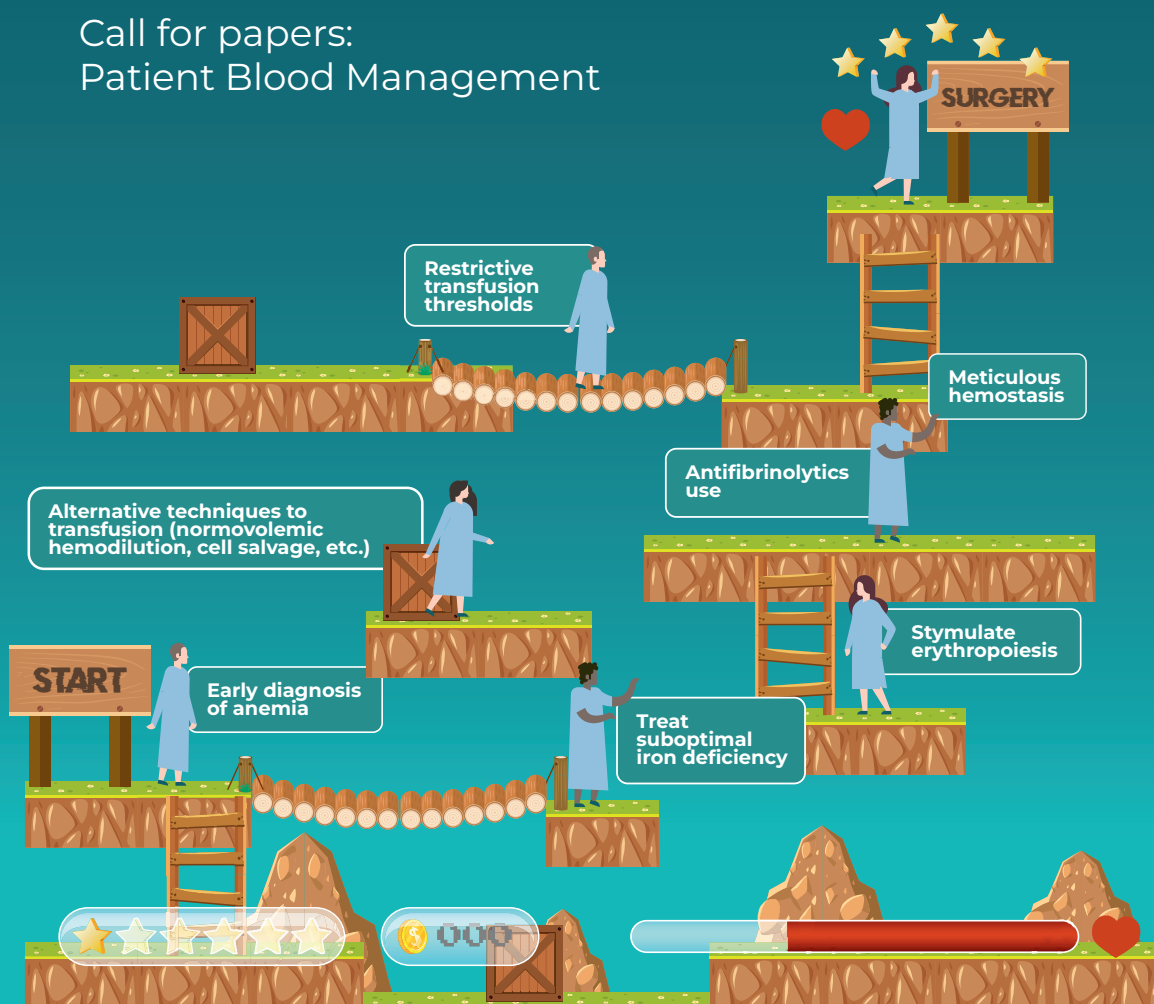 Call for papers:
Patient Blood Management
SURGERY
Restrictive
transfusion
thresholds
Meticulous
hemostasis
Antifibrinolytics
use
Alternative techniques to
transfusion (normovolemic
hemodilution, cell salvage, etc.)
Stymulate
erythropoiesis
START
Early diagnosis
of anemia
Treat
suboptimal
iron deficiency
000